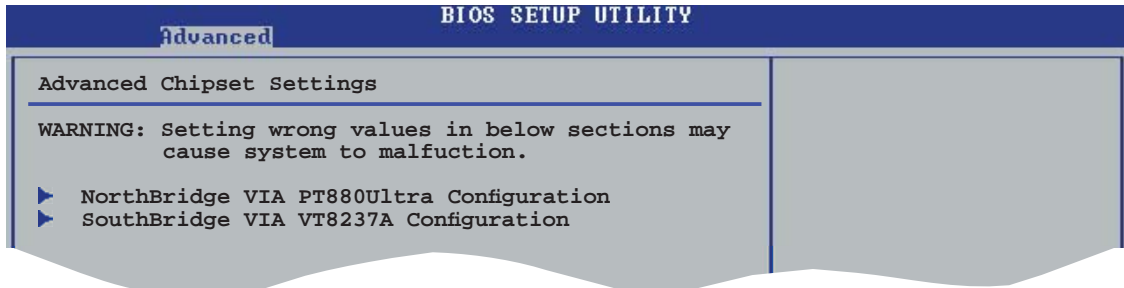 BIOS SETUP UTILITY
Advanced
Advanced Chipset Settings
WARNING: Setting wrong values in below sections may
cause system to malfuction.
NorthBridge VIA PT880Ultra Configuration
SouthBridge VIA VT8237A Configuration